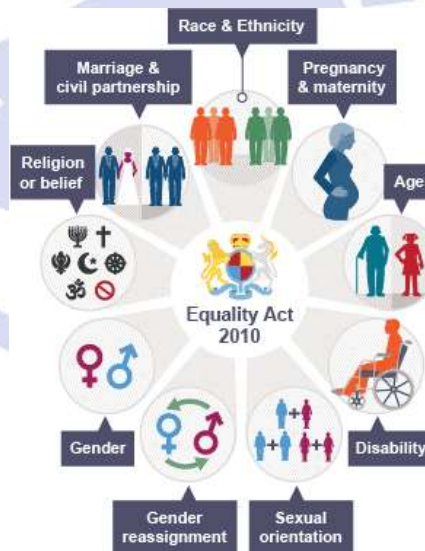 Race & Ethnicity
Marriage &
civil partnership
Pregnancy
& maternity
Religion
or belief
Age
Equality Act
2010
Gender
Disability
Gender
reassignment
Sexual
orientation